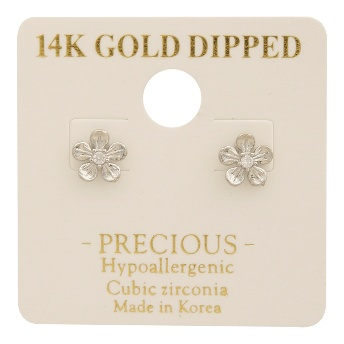 14K GOLD DIPPED
- PRECIOUS -
Hypoallergenic
Cubic zirconia
Made in Korea